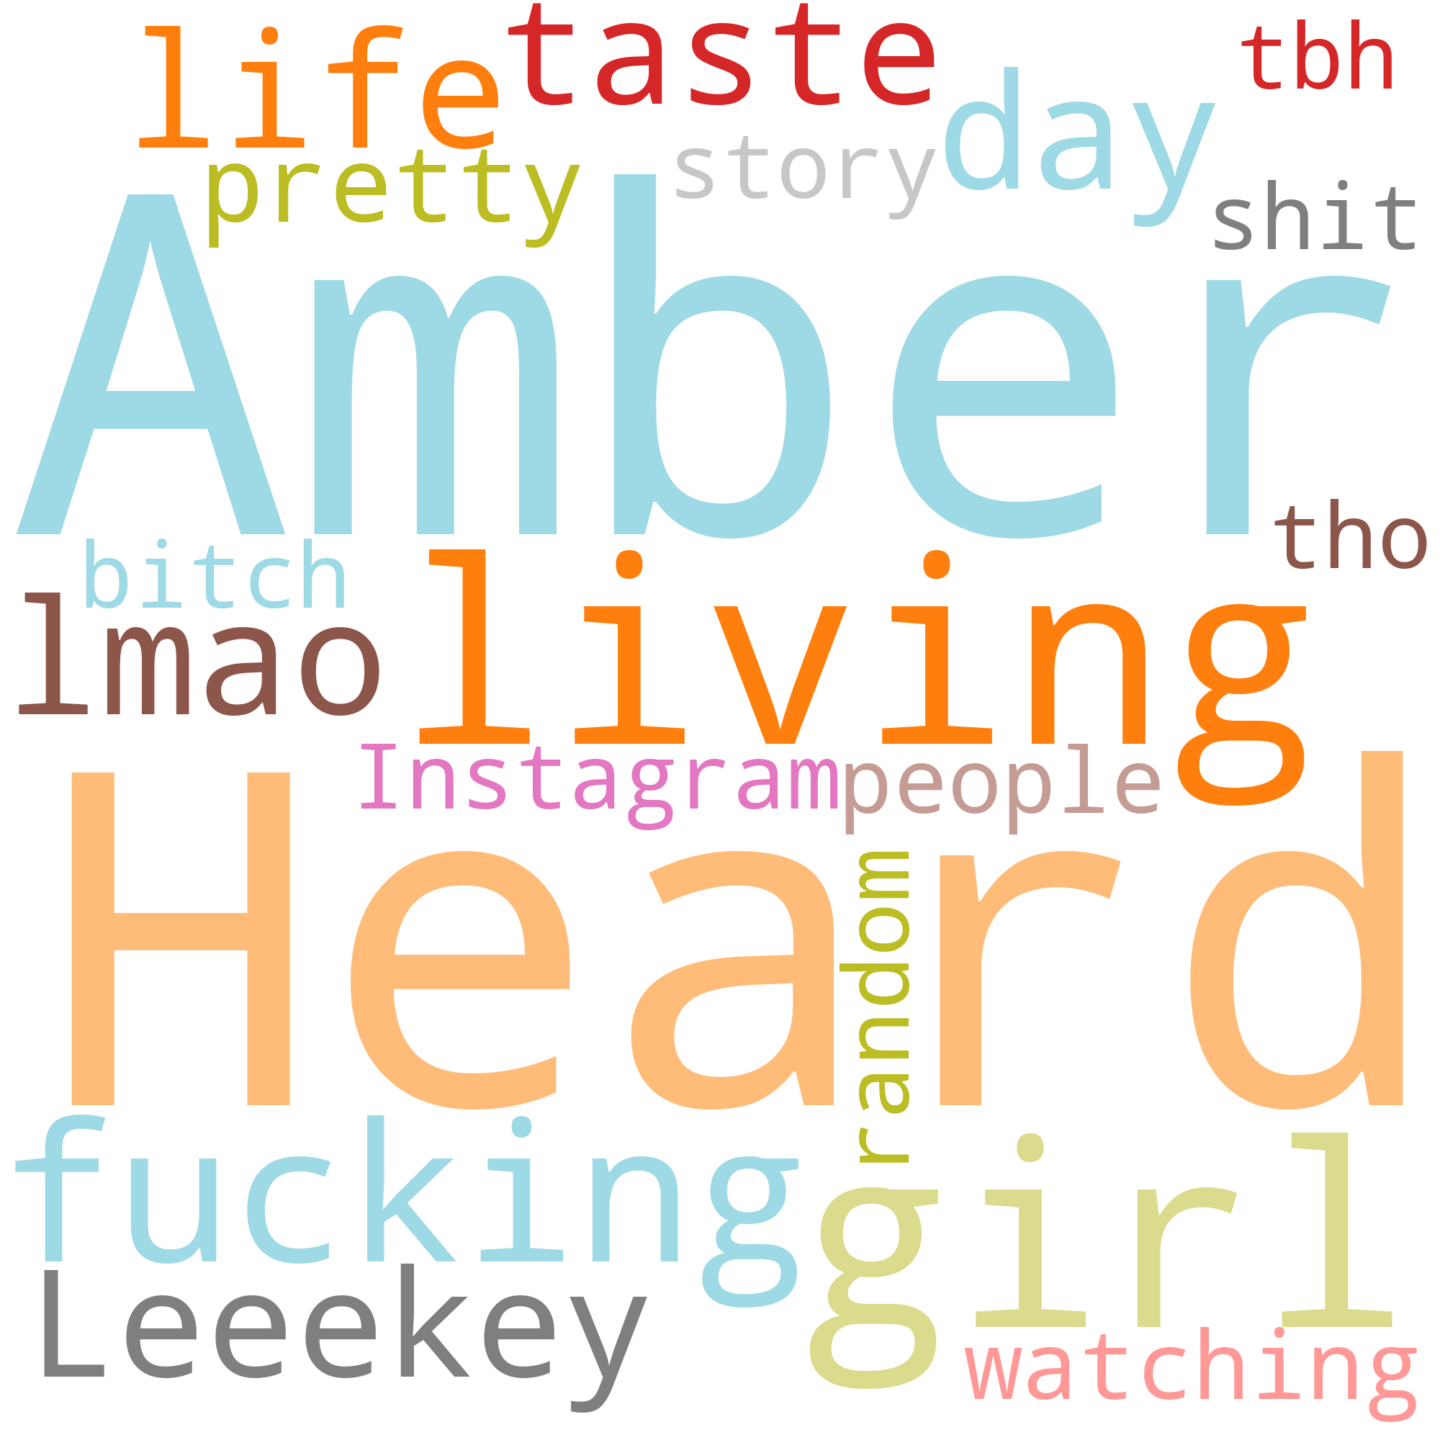 life taste tbh
pretty story day shit
Amber
tho
bitch
lmao living
Instagram people
Heard
random
fucking girl
Leeekey
watching